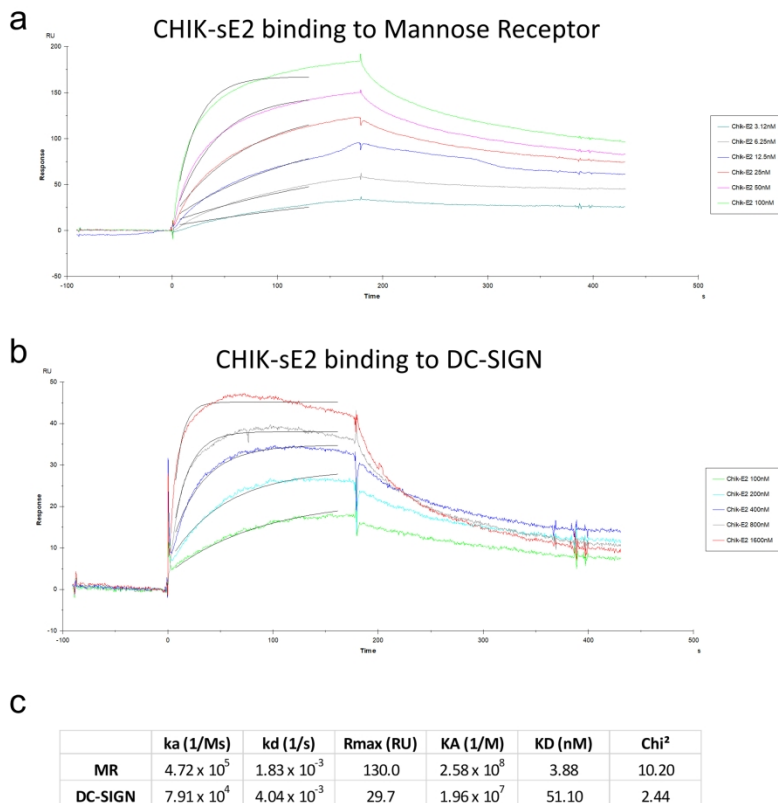 a
CHIK-sE2 binding to Mannose Receptor
RU
200
150
100
50
0
-50
-100 0 100 200 300 400 500
Time
s
Response
Chik-E2 3.12nM
Chik-E2 6.25nM
Chik-E2 12.5nM
Chik-E2 25nM
Chik-E2 50nM
Chik-E2 100nM
b
CHIK-sE2 binding to DC-SIGN
RU
50
40
30
20
10
0
-10
-100 0 100 200 300 400 500
Time
s
Response
Chik-E2 100nM
Chik-E2 200nM
Chik-E2 400nM
Chik-E2 800nM
Chik-E2 1600nM
c
ka (1/Ms) kd (1/s) Rmax (RU) KA (1/M) KD (nM) Chi²
MR 4.72 x 10⁵ 1.83 x 10⁻³ 130.0 2.58 x 10⁸ 3.88 10.20
DC-SIGN 7.91 x 10⁴ 4.04 x 10⁻³ 29.7 1.96 x 10⁷ 51.10 2.44